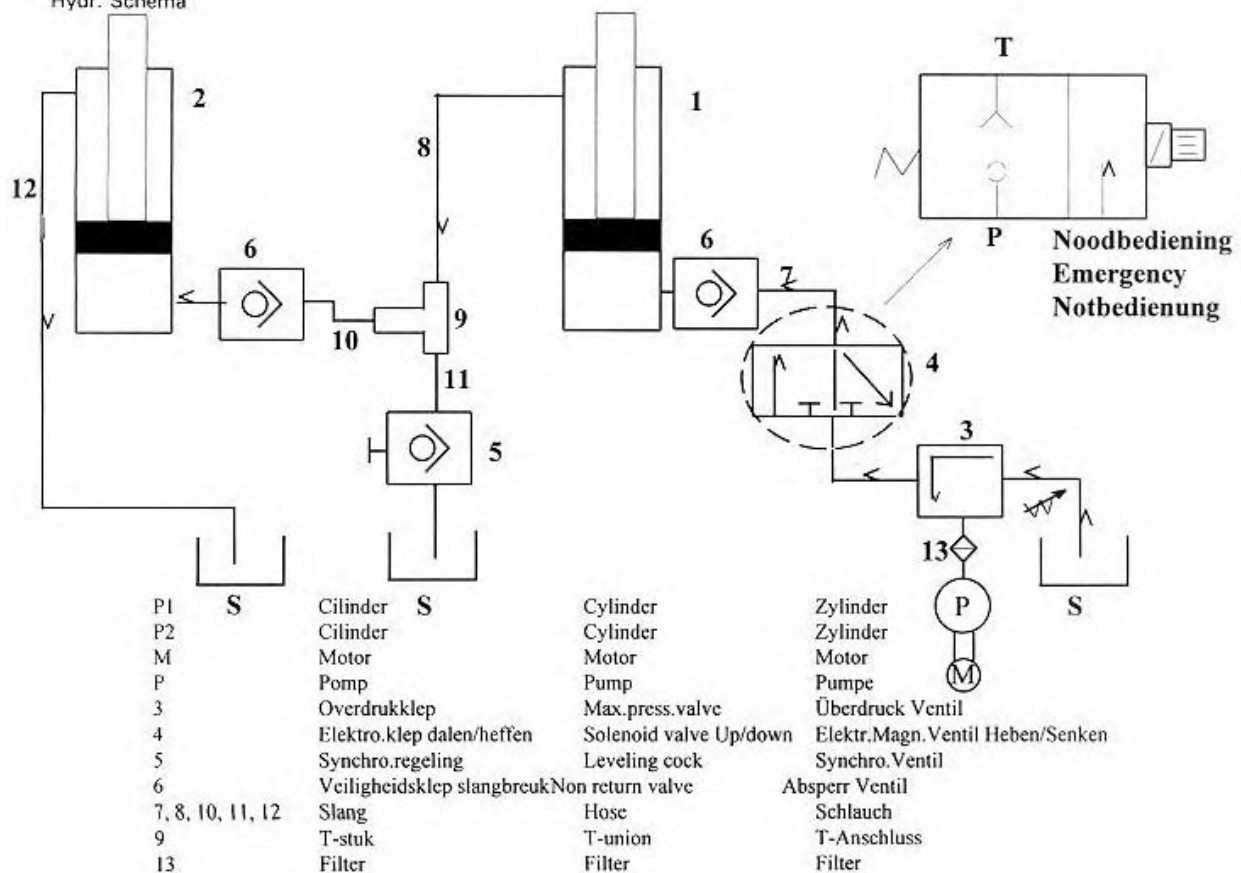 Hydr. Schema
2
1
T
8
12
6
6
7
P
Noodbediening
Emergency
Notbedienung
9
10
4
11
3
5
13
P
S
S
S
M
P1 Cilinder Cylinder Zylinder
P2 Cilinder Cylinder Zylinder
M Motor Motor Motor
P Pomp Pump Pumpe
3 Overdrukklep Max.press.valve Überdruck Ventil
4 Elektro.klep dalen/heffen Solenoid valve Up/down Elektr.Magn.Ventil Heben/Senken
5 Synchro.regeling Leveling cock Synchro.Ventil
6 Veiligheidsklep slangbreuk Non return valve Absperr Ventil
7, 8, 10, 11, 12 Slang Hose Schlauch
9 T-stuk T-union T-Anschluss
13 Filter Filter Filter